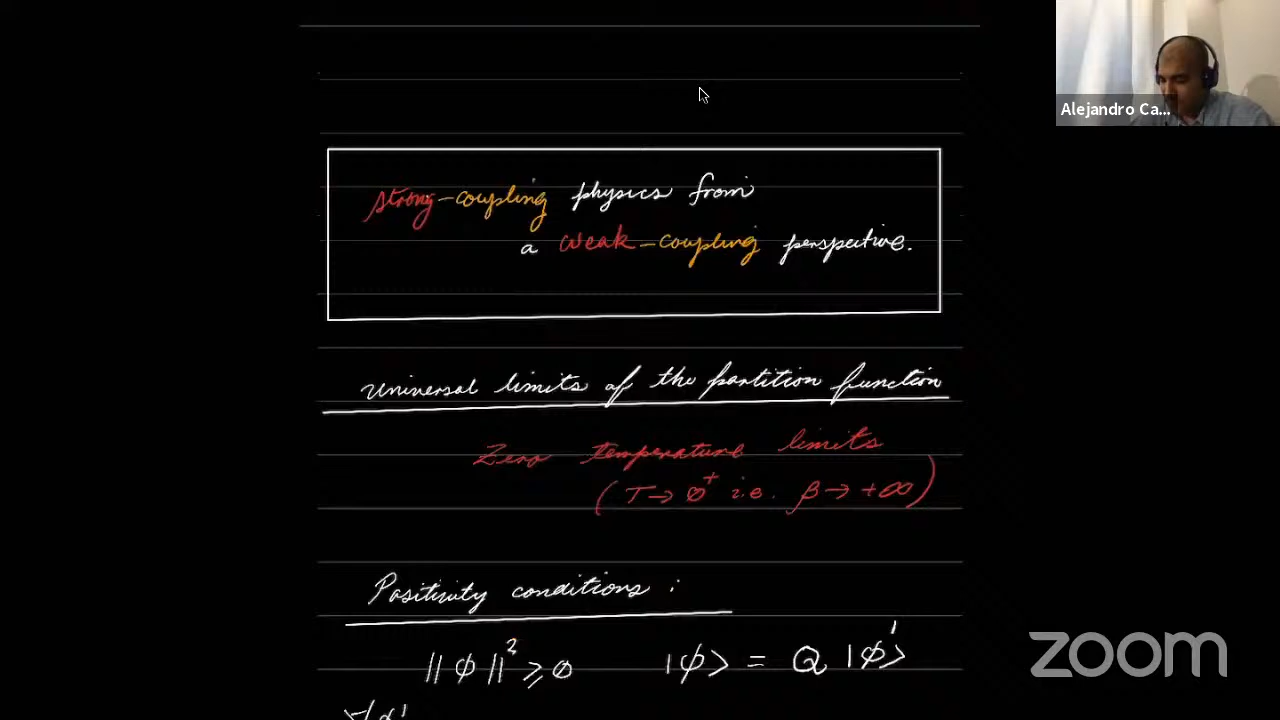 Alejandro Ca...
strong-coupling physics from
a weak-coupling perspective.
Universal limits of the partition function
Zero temperature limits
(T → 0⁺ i.e. β → +∞)
Positivity conditions :
||φ||² ≥ 0 |φ> = Q |φ'>
zoom